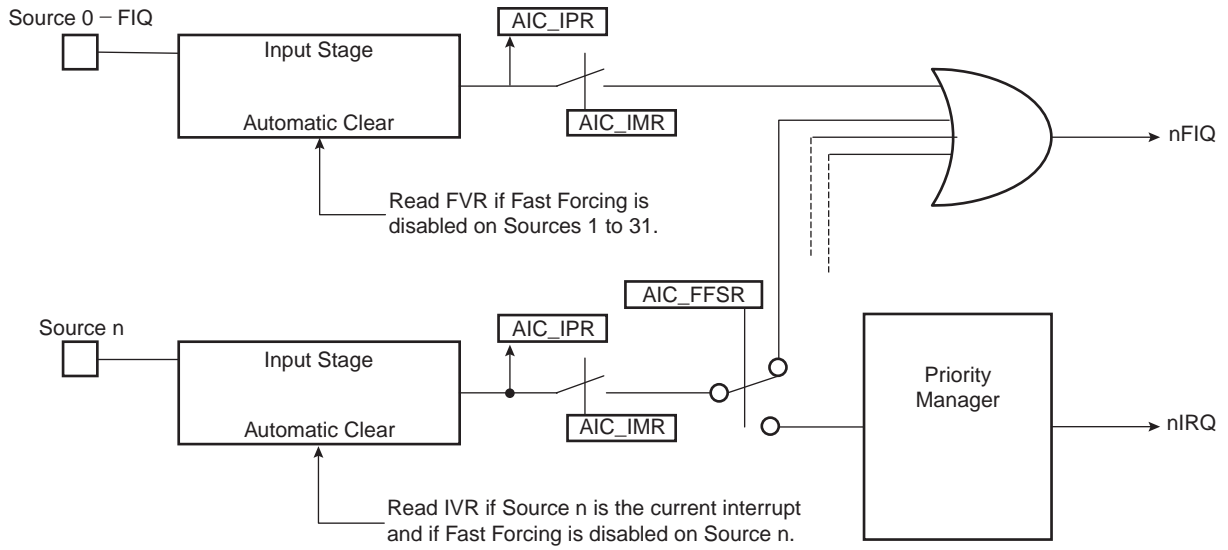 Source 0 – FIQ
AIC_IPR
Input Stage
Automatic Clear
AIC_IMR
nFIQ
Read FVR if Fast Forcing is
disabled on Sources 1 to 31.
AIC_FFSR
Source n
AIC_IPR
Input Stage
Priority
Manager
Automatic Clear
AIC_IMR
nIRQ
Read IVR if Source n is the current interrupt
and if Fast Forcing is disabled on Source n.